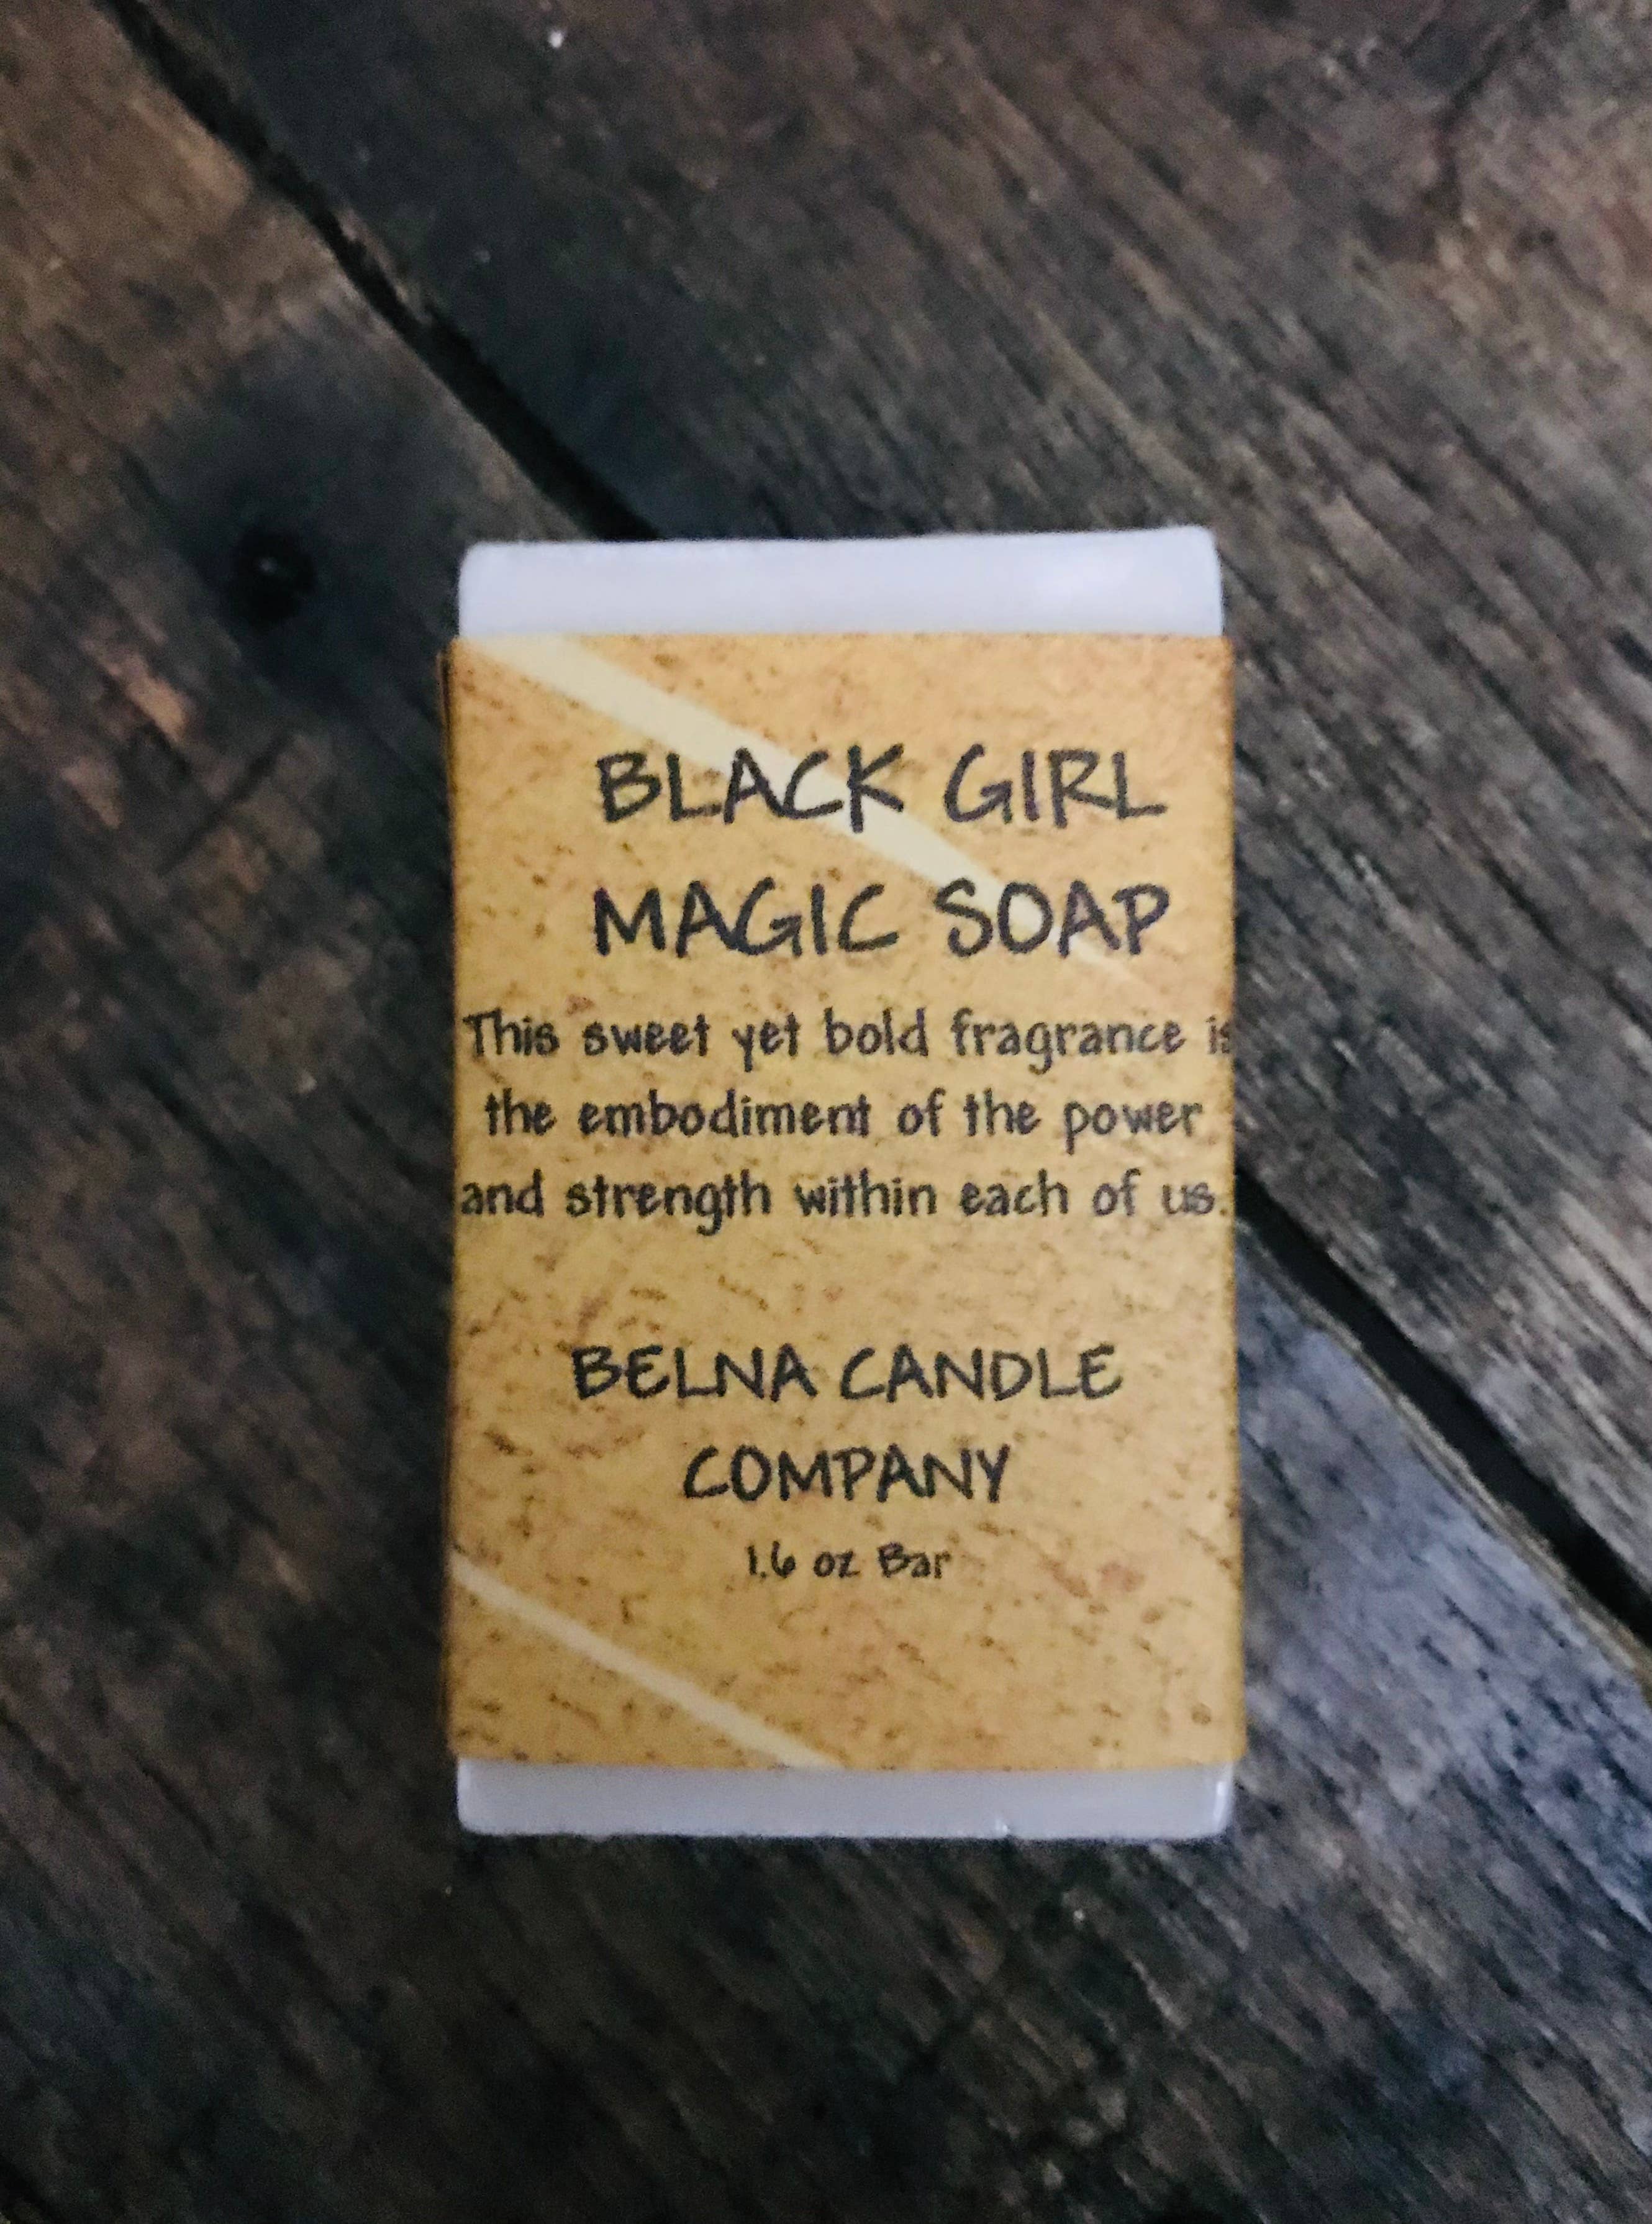 BLACK GIRL
MAGIC SOAP
This sweet yet bold fragrance is
the embodiment of the power
and strength within each of us.
BELNA CANDLE
COMPANY
1.6 oz Bar